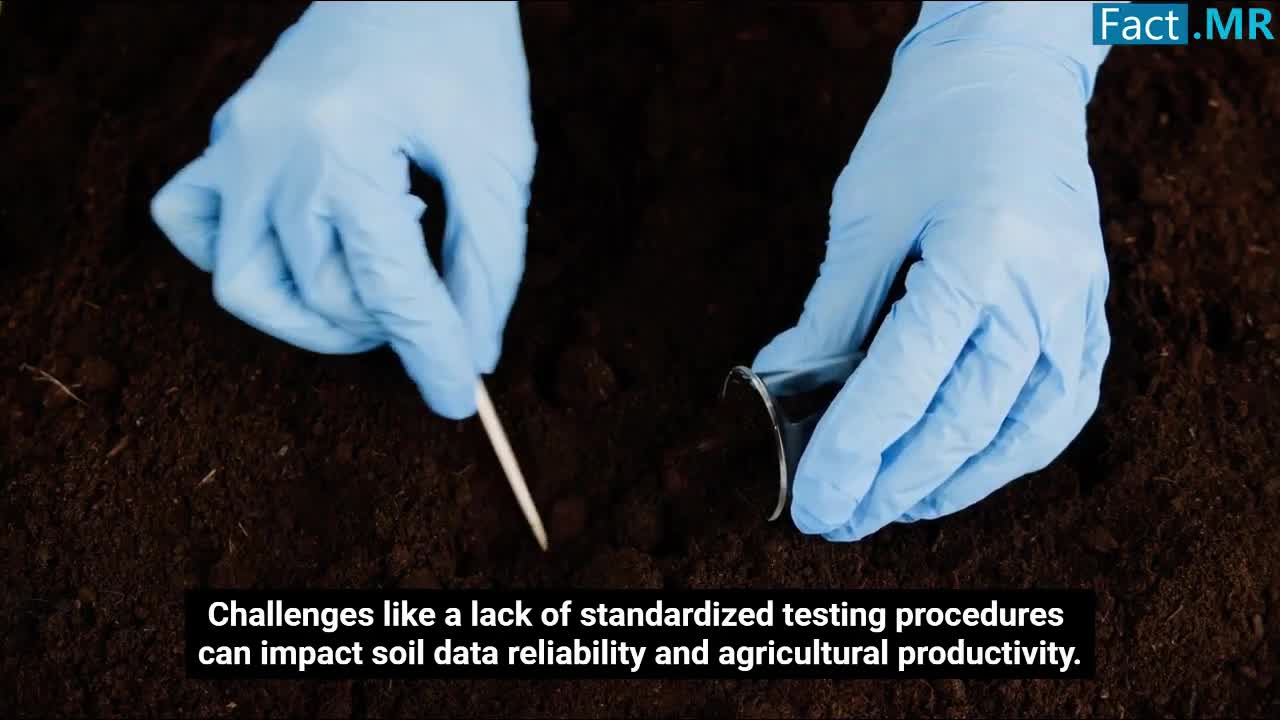 Fact.MR
Challenges like a lack of standardized testing procedures
can impact soil data reliability and agricultural productivity.